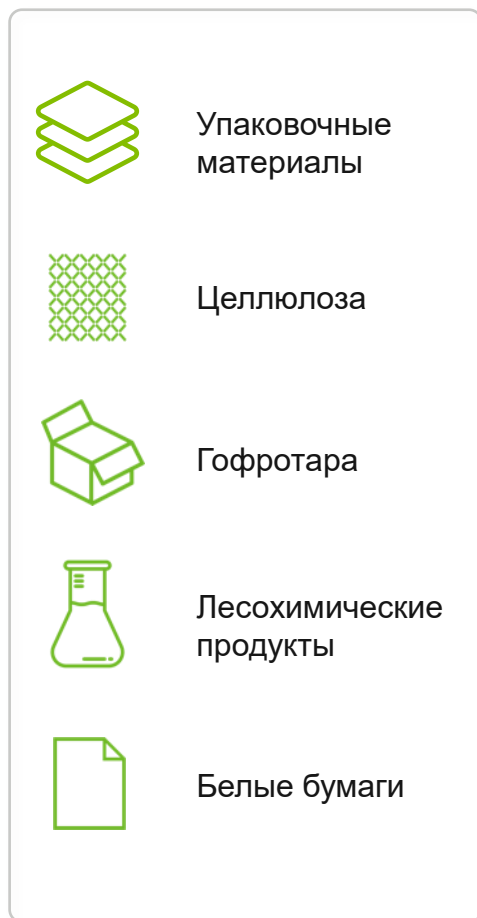 Упаковочные
материалы
Целлюлоза
Гофротара
Лесохимические
продукты
Белые бумаги